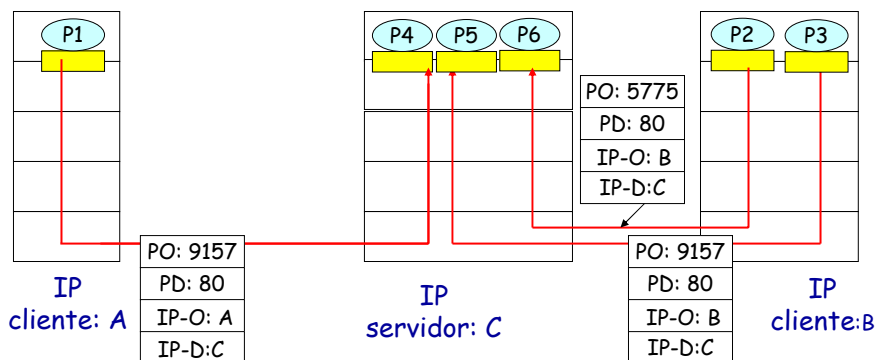 P1
P4
P5
P6
P2
P3
PO: 5775
PD: 80
IP-O: B
IP-D:C
PO: 9157
PD: 80
IP-O: A
IP-D:C
PO: 9157
PD: 80
IP-O: B
IP-D:C
IP
cliente: A
IP
servidor: C
IP
cliente:B